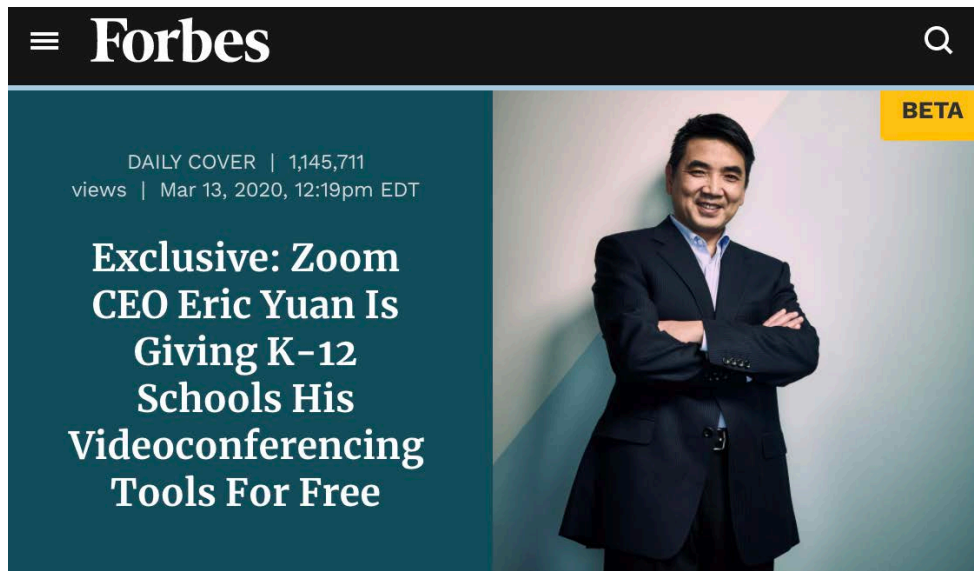 Forbes
BETA
DAILY COVER | 1,145,711
views | Mar 13, 2020, 12:19pm EDT
Exclusive: Zoom
CEO Eric Yuan Is
Giving K-12
Schools His
Videoconferencing
Tools For Free